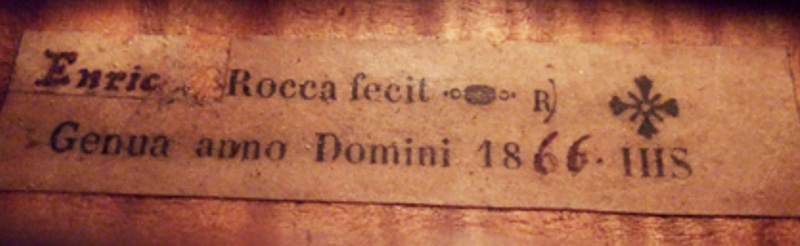 Enric Rocca fecit R)
Genua anno Domini 1866. IHS